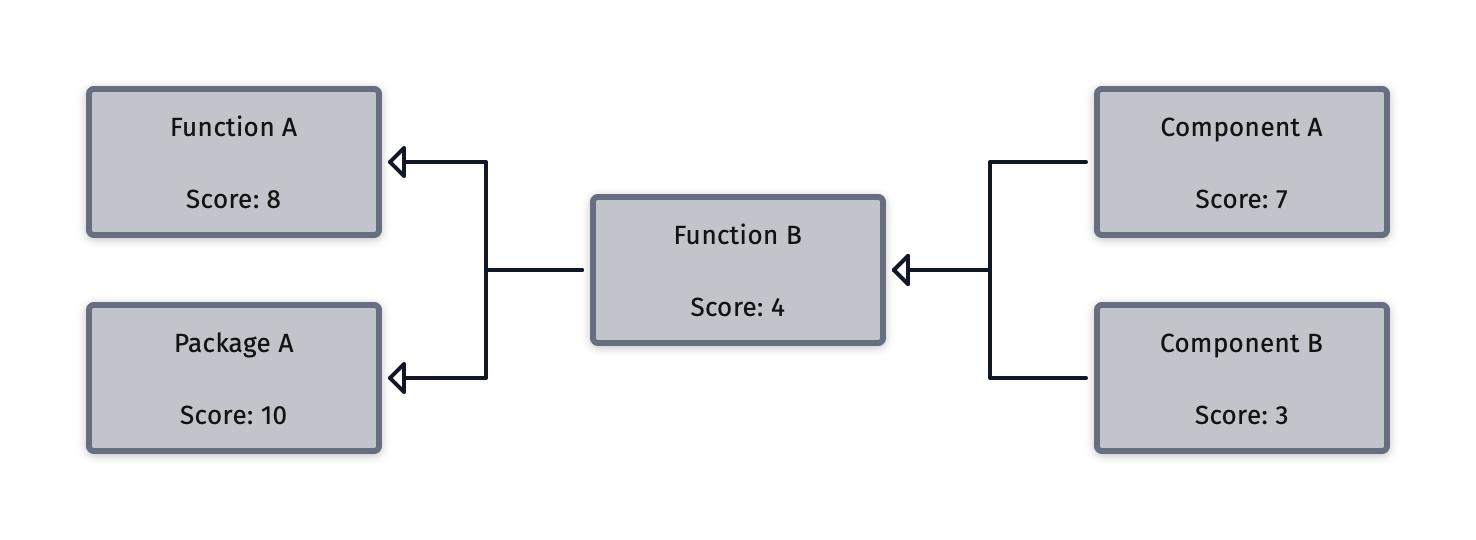 Function A
Score: 8
Package A
Score: 10
Function B
Score: 4
Component A
Score: 7
Component B
Score: 3